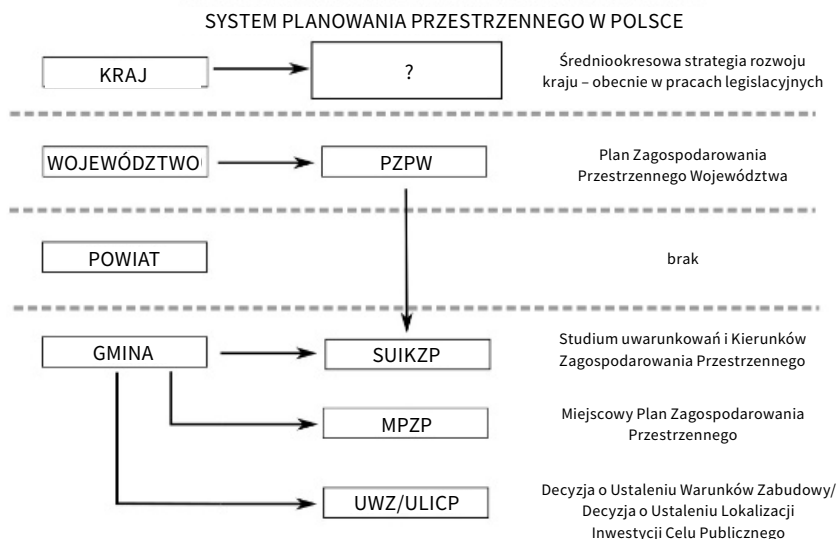 SYSTEM PLANOWANIA PRZESTRZENNEGO W POLSCE
KRAJ
?
Średniookresowa strategia rozwoju
kraju – obecnie w pracach legislacyjnych
WOJEWÓDZTWO
PZPW
Plan Zagospodarowania
Przestrzennego Województwa
POWIAT
brak
GMINA
SUIKZP
Studium uwarunkowań i Kierunków
Zagospodarowania Przestrzennego
MPZP
Miejscowy Plan Zagospodarowania
Przestrzennego
UWZ/ULICP
Decyzja o Ustaleniu Warunków Zabudowy/
Decyzja o Ustaleniu Lokalizacji
Inwestycji Celu Publicznego